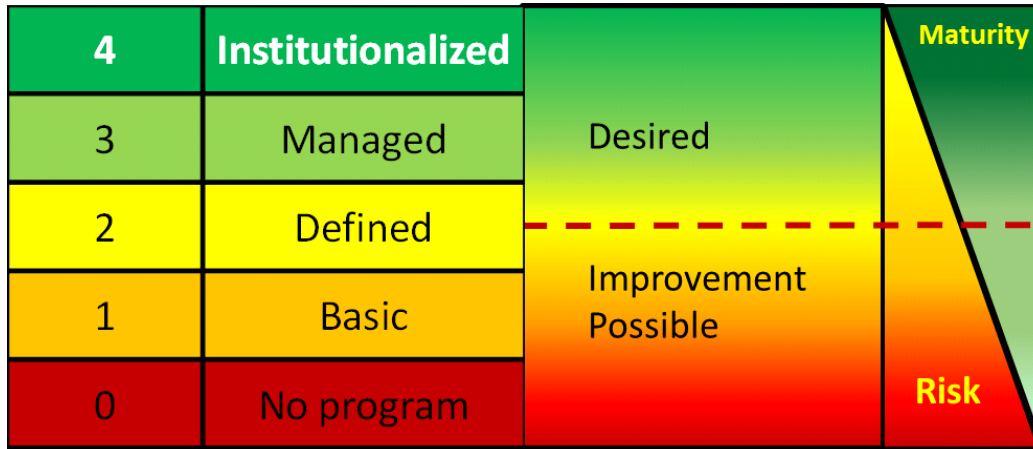 4 Institutionalized
3 Managed
2 Defined
1 Basic
0 No program
Desired
Improvement
Possible
Maturity
Risk